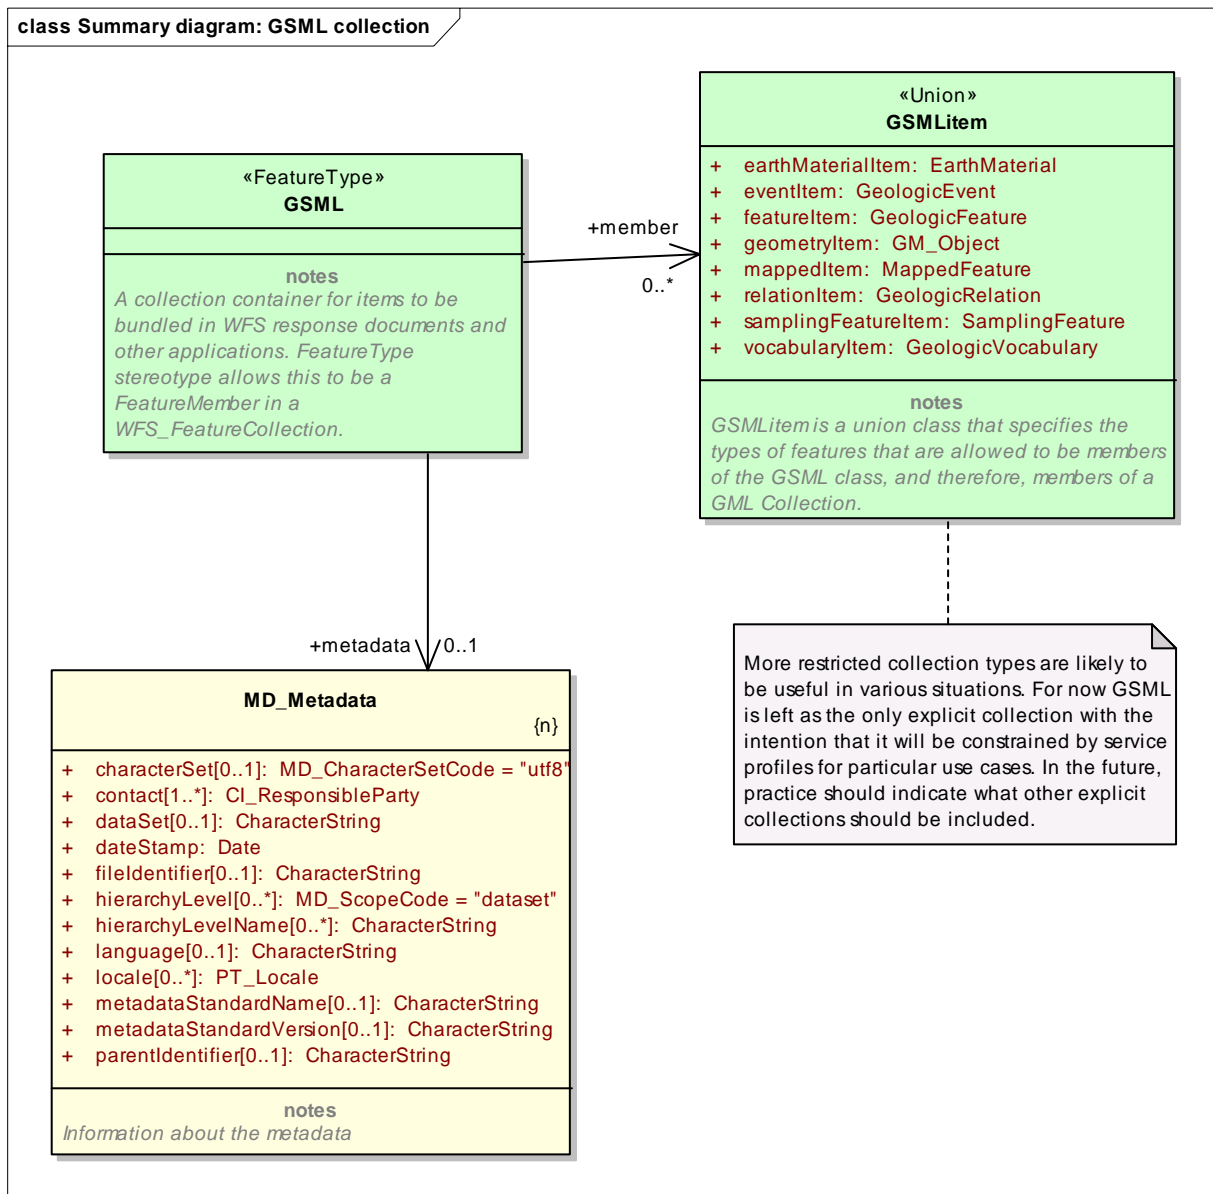 class Summary diagram: GSML collection
«FeatureType»
GSML
notes
A collection container for items to be
bundled in WFS response documents and
other applications. FeatureType
stereotype allows this to be a
FeatureMember in a
WFS_FeatureCollection.
+member
0..*
«Union»
GSMLitem
+ earthMaterialItem: EarthMaterial
+ eventItem: GeologicEvent
+ featureItem: GeologicFeature
+ geometryItem: GM_Object
+ mappedItem: MappedFeature
+ relationItem: GeologicRelation
+ samplingFeatureItem: SamplingFeature
+ vocabularyItem: GeologicVocabulary
notes
GSMLitem is a union class that specifies the
types of features that are allowed to be members
of the GSML class, and therefore, members of a
GML Collection.
+metadata 0..1
MD_Metadata
{n}
+ characterSet[0..1]: MD_CharacterSetCode = "utf8"
+ contact[1..*]: CI_ResponsibleParty
+ dataSet[0..1]: CharacterString
+ dateStamp: Date
+ fileIdentifier[0..1]: CharacterString
+ hierarchyLevel[0..*]: MD_ScopeCode = "dataset"
+ hierarchyLevelName[0..*]: CharacterString
+ language[0..1]: CharacterString
+ locale[0..*]: PT_Locale
+ metadataStandardName[0..1]: CharacterString
+ metadataStandardVersion[0..1]: CharacterString
+ parentIdentifier[0..1]: CharacterString
notes
Information about the metadata
More restricted collection types are likely to
be useful in various situations. For now GSML
is left as the only explicit collection with the
intention that it will be constrained by service
profiles for particular use cases. In the future,
practice should indicate what other explicit
collections should be included.